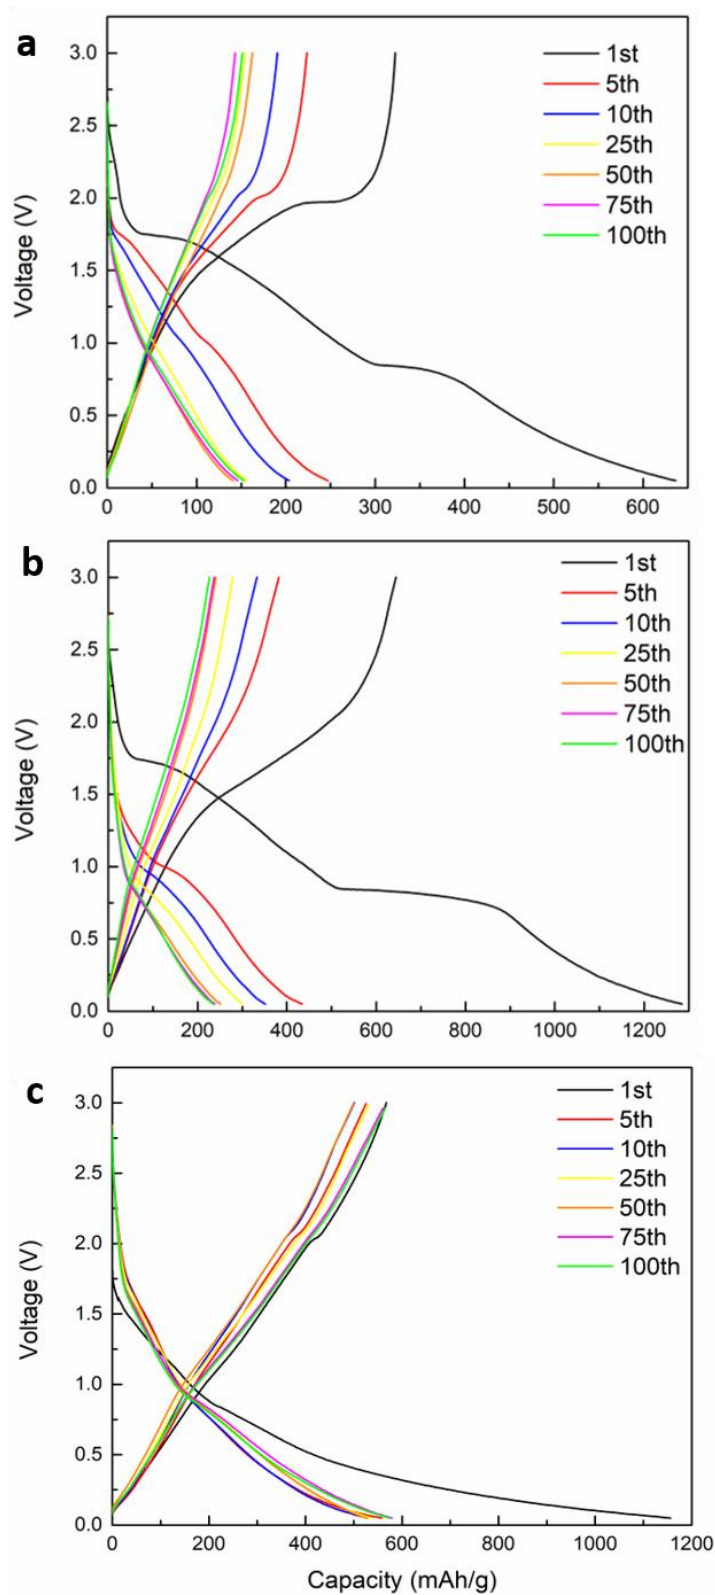 a
Voltage (V)
3.0
2.5
2.0
1.5
1.0
0.5
0.0
0 100 200 300 400 500 600
1st
5th
10th
25th
50th
75th
100th
b
Voltage (V)
3.0
2.5
2.0
1.5
1.0
0.5
0.0
0 200 400 600 800 1000 1200
1st
5th
10th
25th
50th
75th
100th
c
Voltage (V)
3.0
2.5
2.0
1.5
1.0
0.5
0.0
0 200 400 600 800 1000 1200
1st
5th
10th
25th
50th
75th
100th
Capacity (mAh/g)